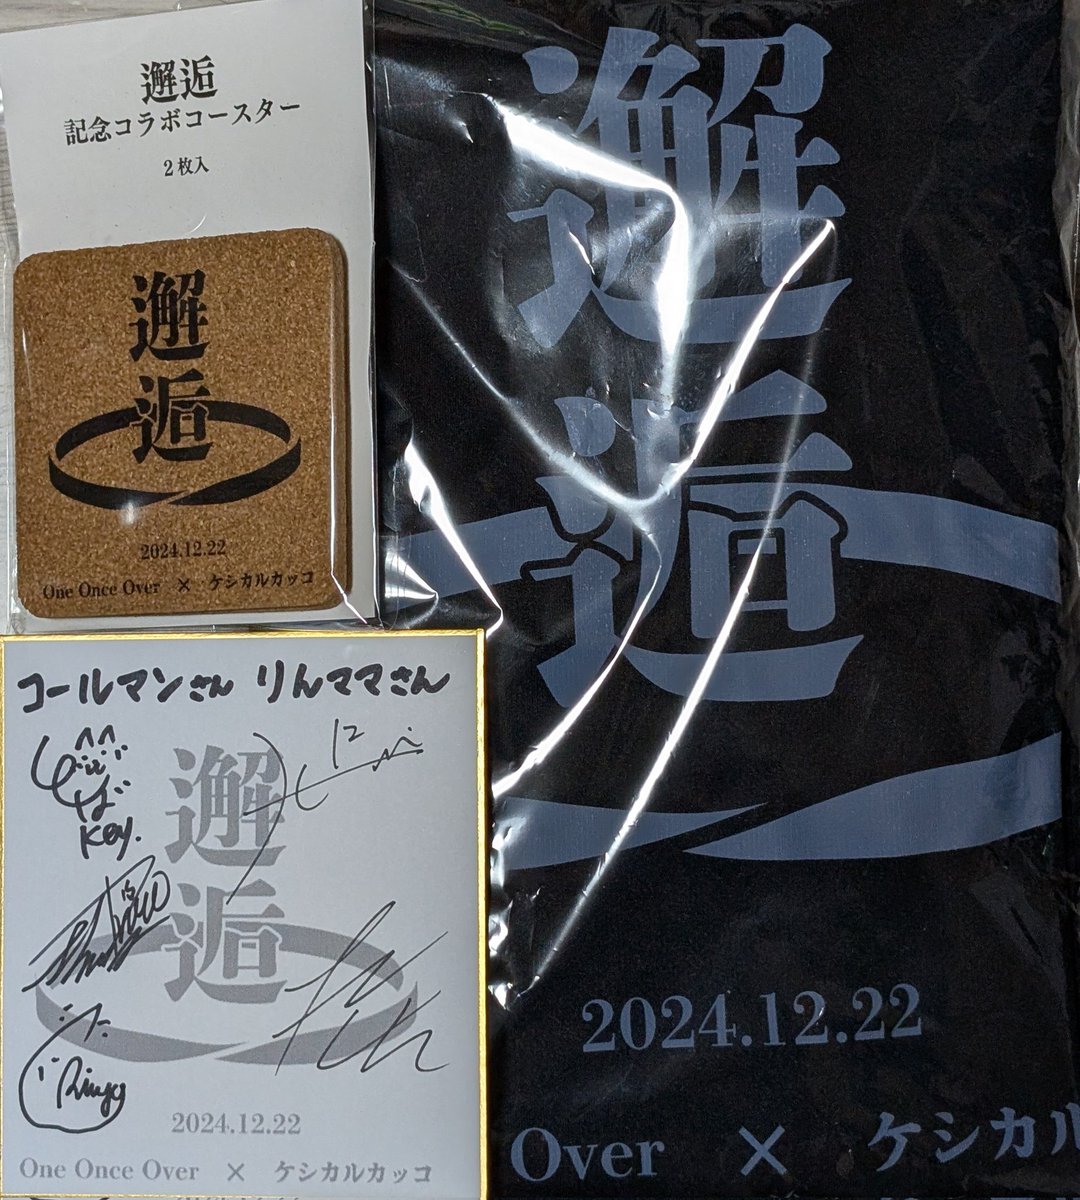 邂逅
記念コラボコースター
2枚入
邂
逅
2024.12.22
One Once Over × ケシカルカッコ
コールマンさん りんママさん
Key.
Ringo
邂
逅
2024.12.22
One Once Over × ケシカルカッコ
邂
逅
2024.12.22
Over × ケシカル